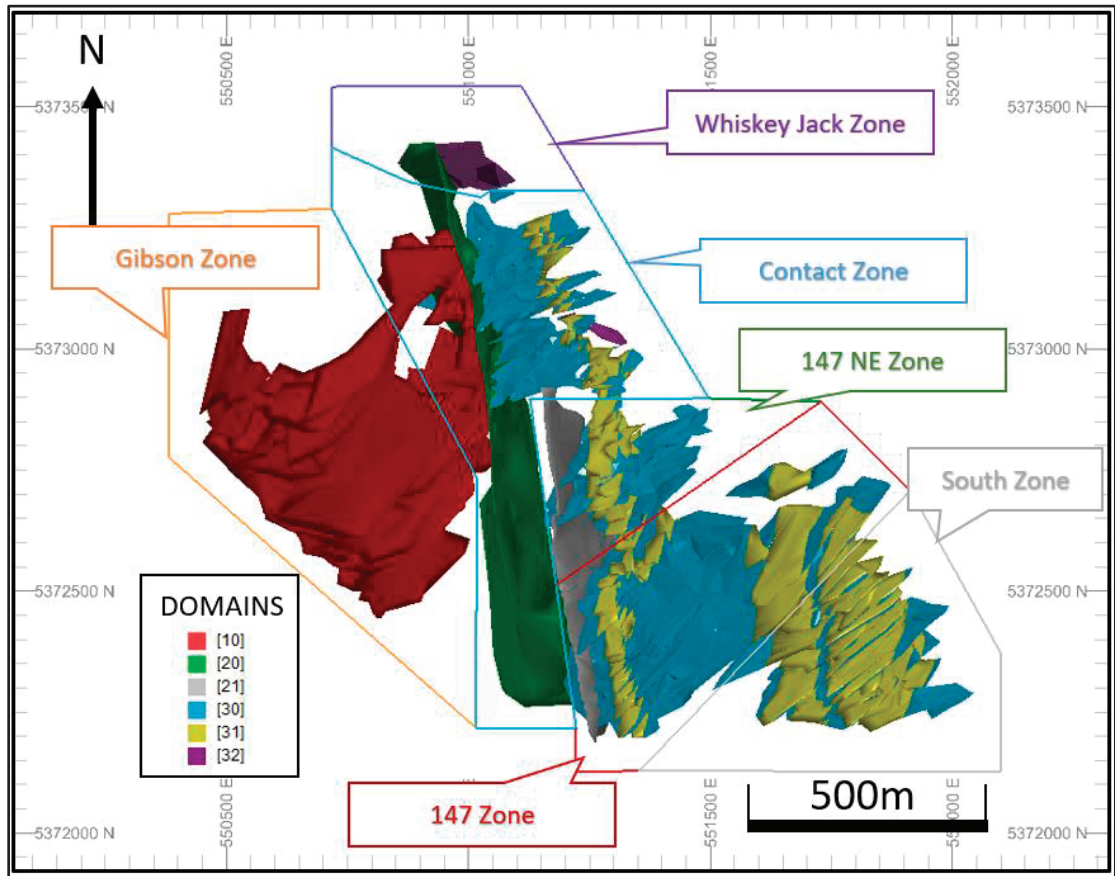 N
550500 E
551000 E
551500 E
552000 E
5373500 N
5373500 N
Whiskey Jack Zone
Gibson Zone
Contact Zone
5373000 N
5373000 N
147 NE Zone
South Zone
5372500 N
5372500 N
DOMAINS
[10]
[20]
[21]
[30]
[31]
[32]
147 Zone
500m
5372000 N
5372000 N
550500 E
551000 E
551500 E